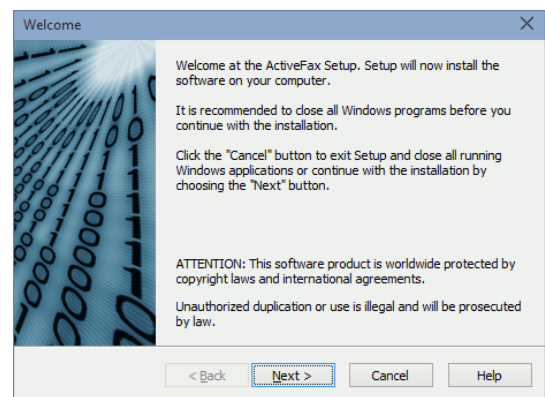 Welcome
Welcome at the ActiveFax Setup. Setup will now install the
software on your computer.
It is recommended to close all Windows programs before you
continue with the installation.
Click the "Cancel" button to exit Setup and close all running
Windows applications or continue with the installation by
choosing the "Next" button.
ATTENTION: This software product is worldwide protected by
copyright laws and international agreements.
Unauthorized duplication or use is illegal and will be prosecuted
by law.
< Back Next > Cancel Help